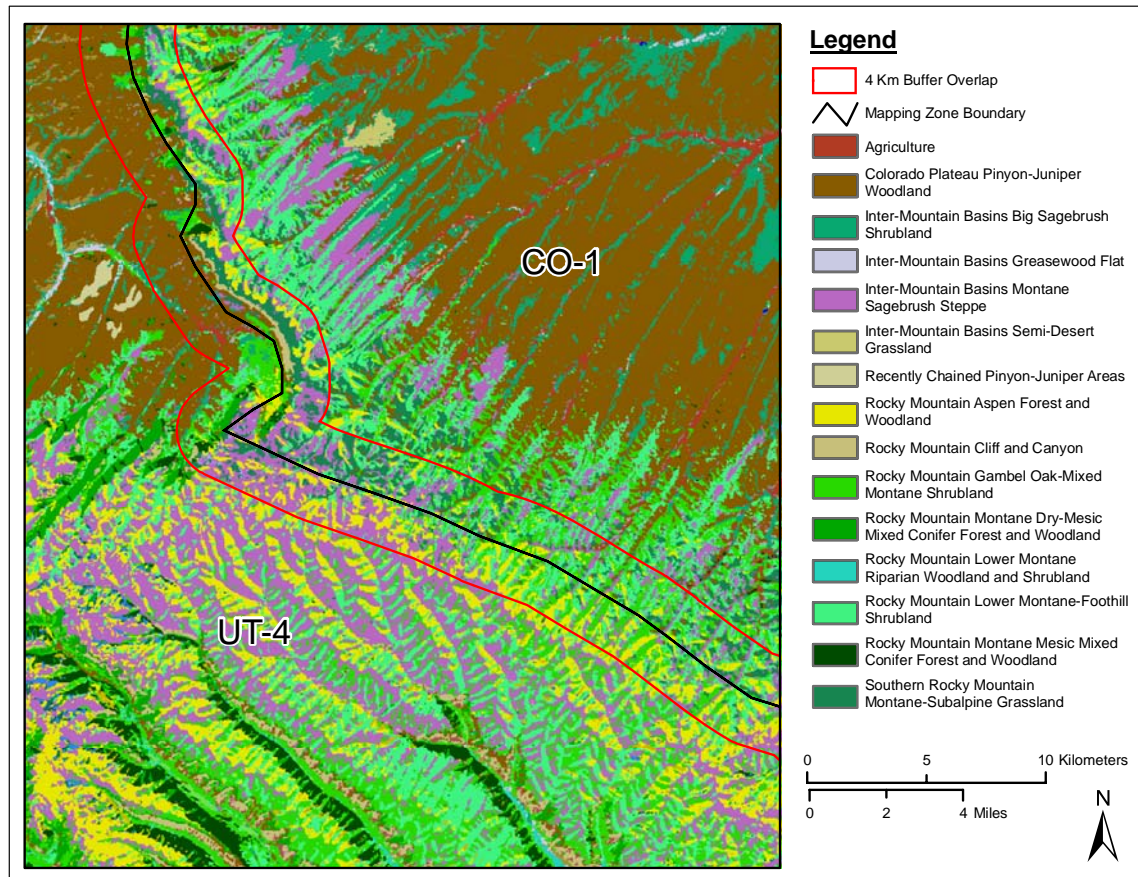 CO-1
UT-4
Legend
4 Km Buffer Overlap
Mapping Zone Boundary
Agriculture
Colorado Plateau Pinyon-Juniper
Woodland
Inter-Mountain Basins Big Sagebrush
Shrubland
Inter-Mountain Basins Greasewood Flat
Inter-Mountain Basins Montane
Sagebrush Steppe
Inter-Mountain Basins Semi-Desert
Grassland
Recently Chained Pinyon-Juniper Areas
Rocky Mountain Aspen Forest and
Woodland
Rocky Mountain Cliff and Canyon
Rocky Mountain Gambel Oak-Mixed
Montane Shrubland
Rocky Mountain Montane Dry-Mesic
Mixed Conifer Forest and Woodland
Rocky Mountain Lower Montane
Riparian Woodland and Shrubland
Rocky Mountain Lower Montane-Foothill
Shrubland
Rocky Mountain Montane Mesic Mixed
Conifer Forest and Woodland
Southern Rocky Mountain
Montane-Subalpine Grassland
0 5 10 Kilometers
0 2 4 Miles
N